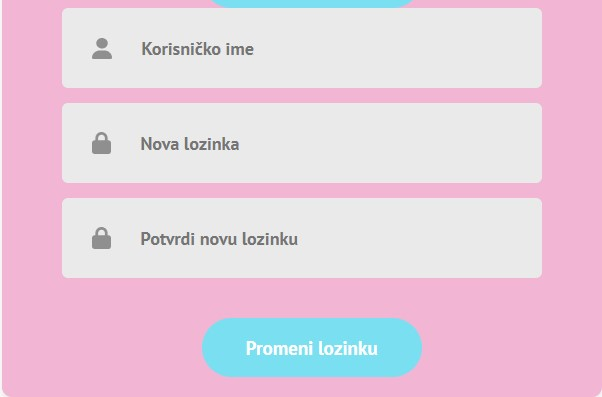 Korisničko ime
Nova lozinka
Potvrdi novu lozinku
Promeni lozinku